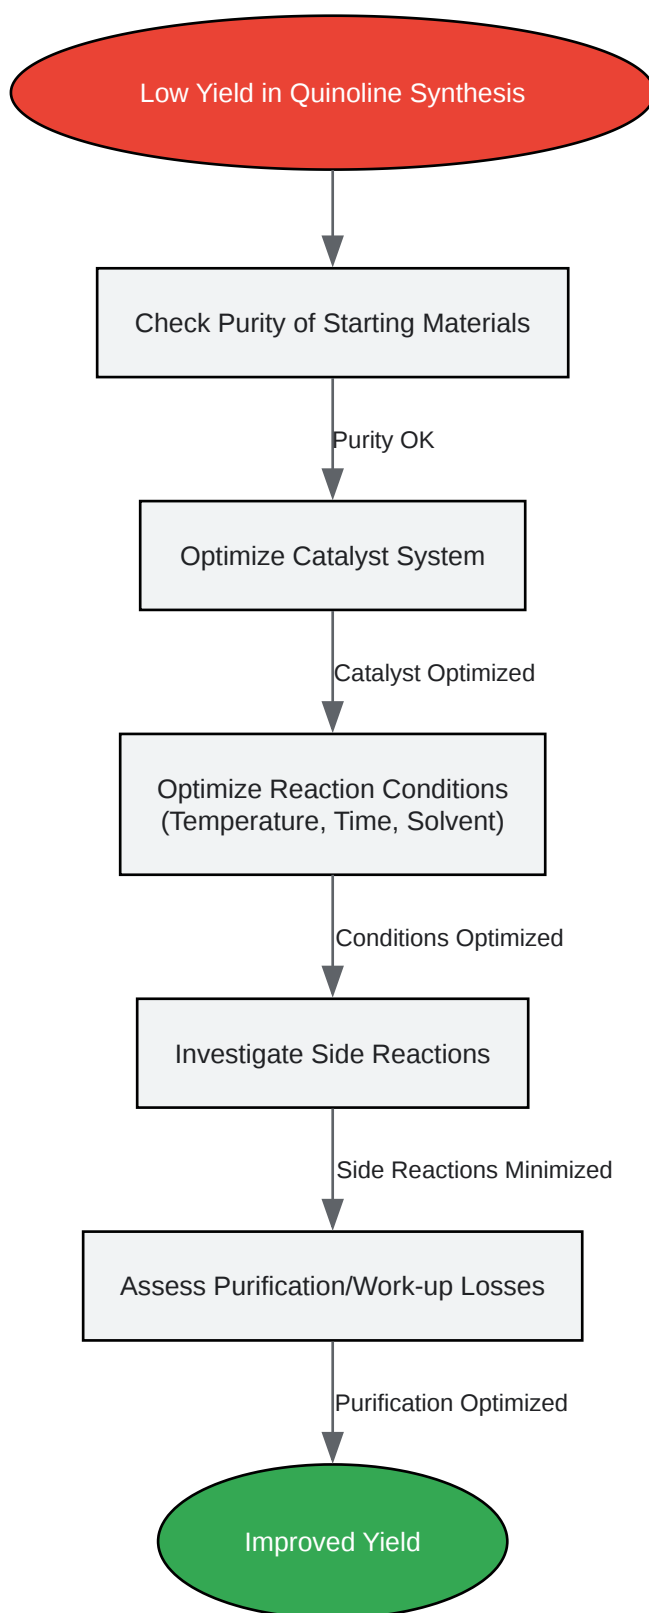 Low Yield in Quinoline Synthesis
Check Purity of Starting Materials
Purity OK
Optimize Catalyst System
Catalyst Optimized
Optimize Reaction Conditions
(Temperature, Time, Solvent)
Conditions Optimized
Investigate Side Reactions
Side Reactions Minimized
Assess Purification/Work-up Losses
Purification Optimized
Improved Yield